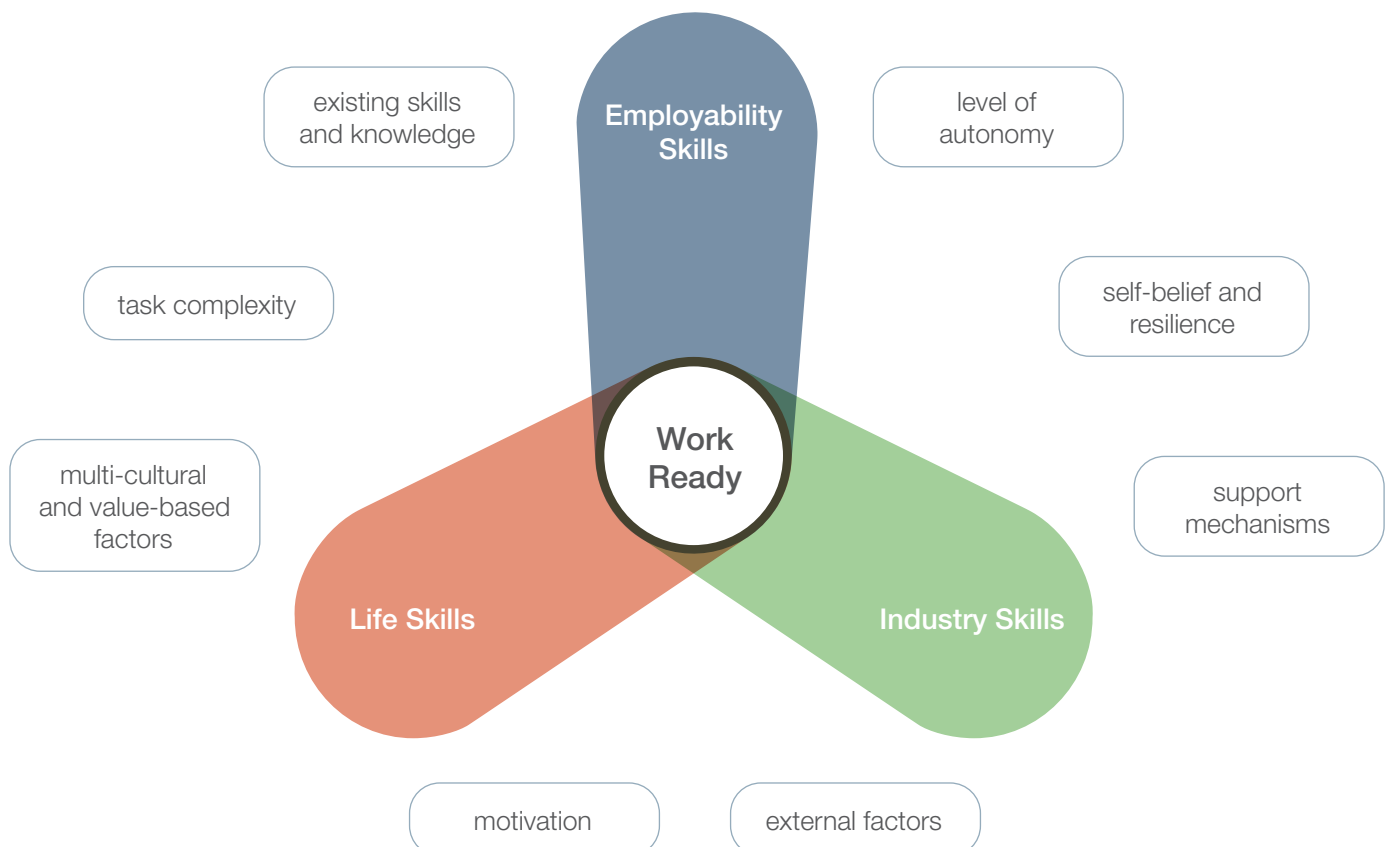 existing skills
and knowledge
Employability
Skills
level of
autonomy
task complexity
self-belief and
resilience
Work
Ready
multi-cultural
and value-based
factors
support
mechanisms
Life Skills
Industry Skills
motivation
external factors